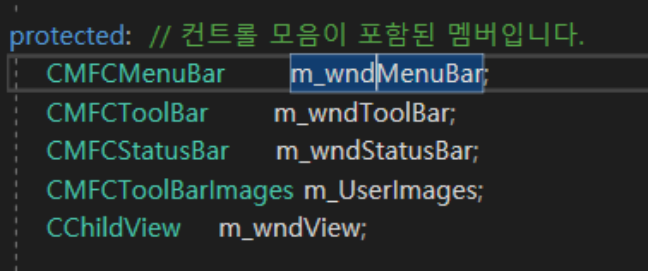 protected:  // 컨트롤 모음이 포함된 멤버입니다.
CMFCMenuBar m_wndMenuBar;
CMFCToolBar m_wndToolBar;
CMFCStatusBar m_wndStatusBar;
CMFCToolBarImages m_UserImages;
CChildView m_wndView;